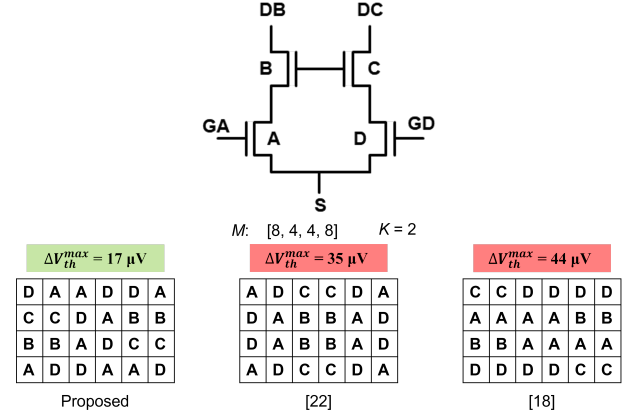 DB DC
B C
GA A D GD
S
M: [8, 4, 4, 8] K = 2
ΔV_th^max = 17 μV ΔV_th^max = 35 μV ΔV_th^max = 44 μV
D A A D D A A D C C D A C C D D D D
C C D A B B D A B B A D A A A A B B
B B A D C C D A B B A D B B A A A A
A D D A A D A D C C D A D D D D C C
Proposed [22] [18]